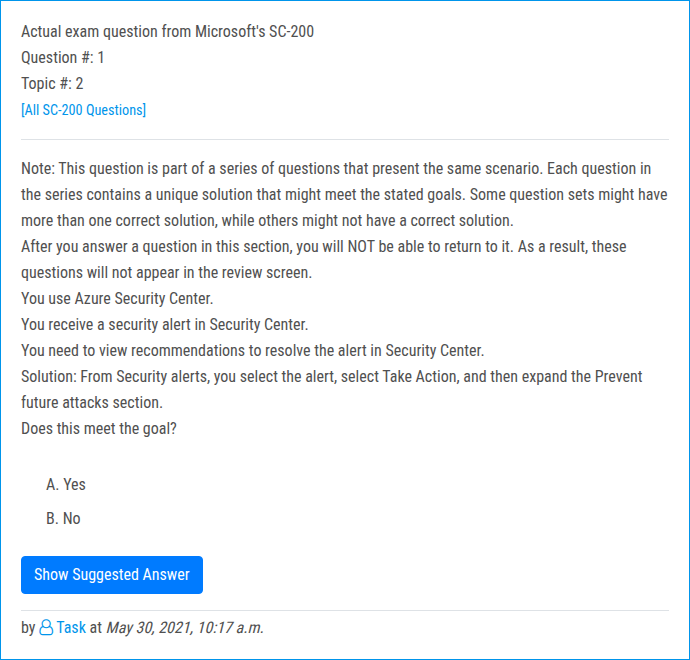 Actual exam question from Microsoft's SC-200
Question #: 1
Topic #: 2
[All SC-200 Questions]
Note: This question is part of a series of questions that present the same scenario. Each question in
the series contains a unique solution that might meet the stated goals. Some question sets might have
more than one correct solution, while others might not have a correct solution.
After you answer a question in this section, you will NOT be able to return to it. As a result, these
questions will not appear in the review screen.
You use Azure Security Center.
You receive a security alert in Security Center.
You need to view recommendations to resolve the alert in Security Center.
Solution: From Security alerts, you select the alert, select Take Action, and then expand the Prevent
future attacks section.
Does this meet the goal?
A. Yes
B. No
Show Suggested Answer
by Task at May 30, 2021, 10:17 a.m.